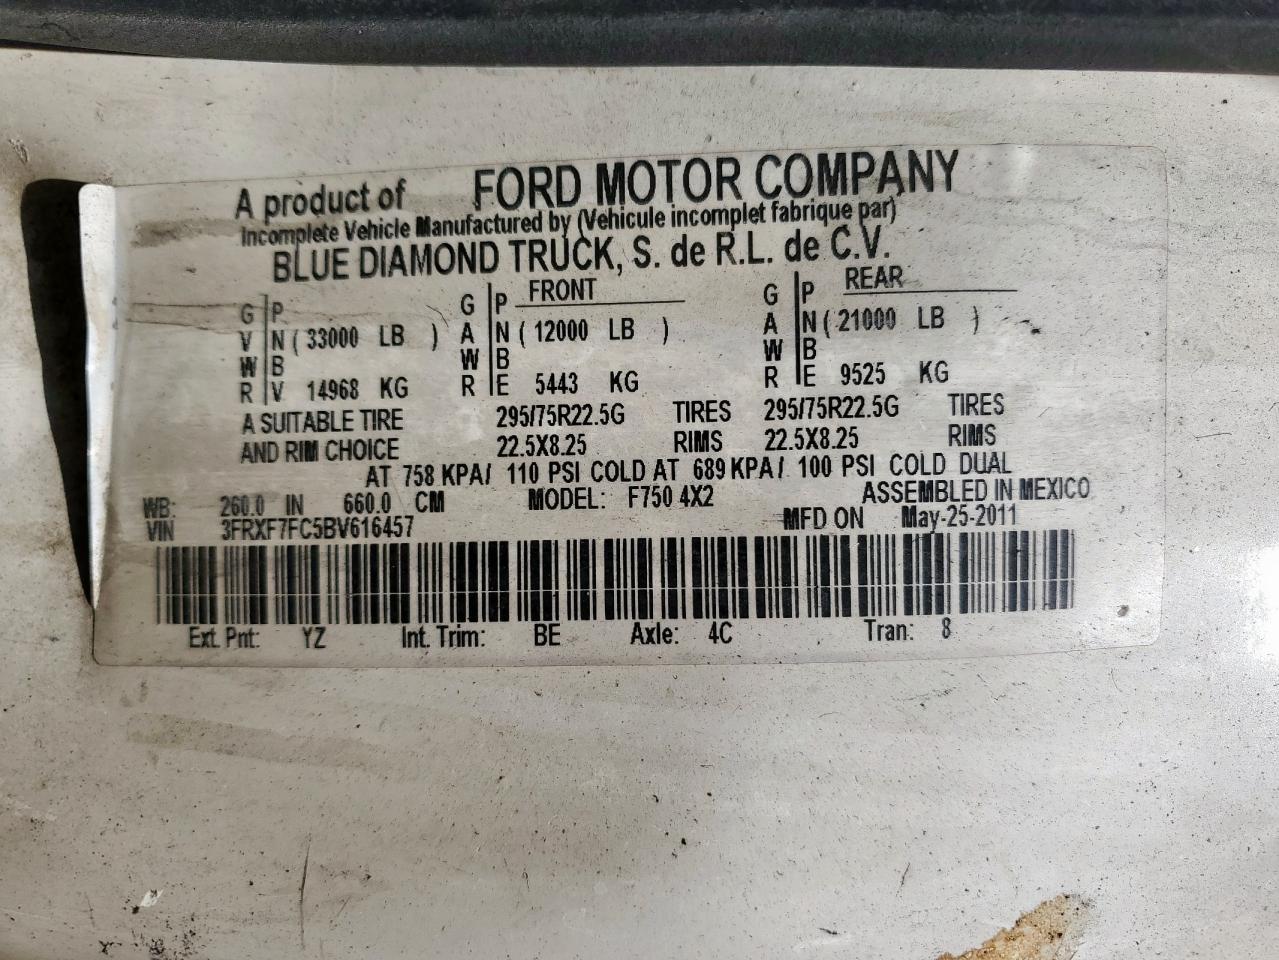 A product of FORD MOTOR COMPANY
Incomplete Vehicle Manufactured by (Vehicule incomplet fabrique par)
BLUE DIAMOND TRUCK, S. de R.L. de C.V.
FRONT REAR
G P G P G P
V N ( 33000 LB ) A N ( 12000 LB ) A N ( 21000 LB )
W B W B W B
R V 14968 KG R E 5443 KG R E 9525 KG
A SUITABLE TIRE 295/75R22.5G TIRES 295/75R22.5G TIRES
AND RIM CHOICE 22.5X8.25 RIMS 22.5X8.25 RIMS
AT 758 KPA/ 110 PSI COLD AT 689 KPA/ 100 PSI COLD DUAL
WB: 260.0 IN 660.0 CM MODEL: F750 4X2 ASSEMBLED IN MEXICO
VIN 3FRXF7FC5BV616457 MFD ON May-25-2011
Ext. Pnt: YZ Int. Trim: BE Axle: 4C Tran: 8